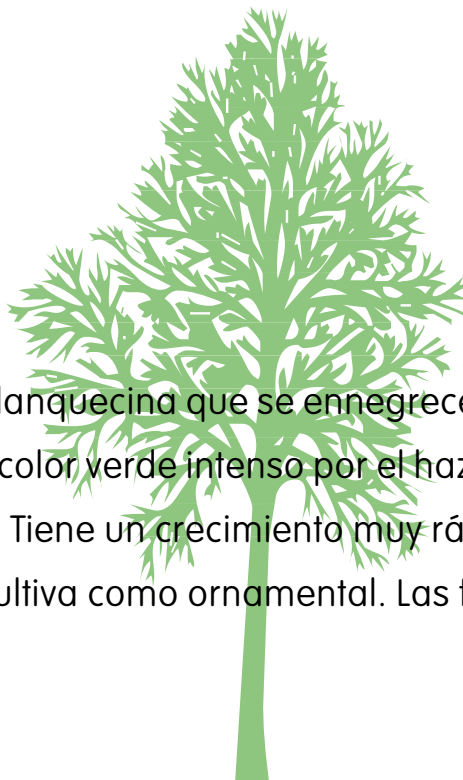 lanquecina que se ennegrece
color verde intenso por el haz
Tiene un crecimiento muy rá
ultiva como ornamental. Las